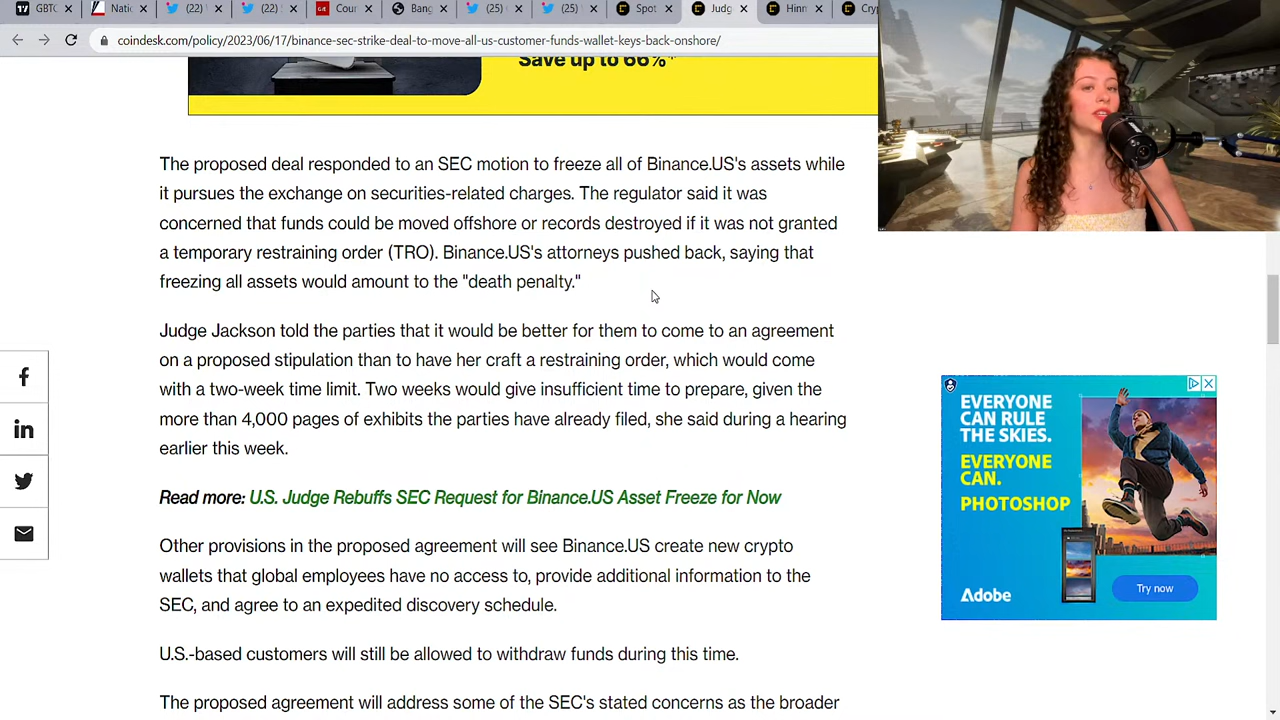 GBTC
Natio
(22)
(22)
Cour
Bang
(25)
(25)
Spot
Judg
Hinm
Cry
coindesk.com/policy/2023/06/17/binance-sec-strike-deal-to-move-all-us-customer-funds-wallet-keys-back-onshore/
Save up to 66%*
The proposed deal responded to an SEC motion to freeze all of Binance.US's assets while
it pursues the exchange on securities-related charges. The regulator said it was
concerned that funds could be moved offshore or records destroyed if it was not granted
a temporary restraining order (TRO). Binance.US's attorneys pushed back, saying that
freezing all assets would amount to the "death penalty."
Judge Jackson told the parties that it would be better for them to come to an agreement
on a proposed stipulation than to have her craft a restraining order, which would come
with a two-week time limit. Two weeks would give insufficient time to prepare, given the
more than 4,000 pages of exhibits the parties have already filed, she said during a hearing
earlier this week.
Read more: U.S. Judge Rebuffs SEC Request for Binance.US Asset Freeze for Now
Other provisions in the proposed agreement will see Binance.US create new crypto
wallets that global employees have no access to, provide additional information to the
SEC, and agree to an expedited discovery schedule.
U.S.-based customers will still be allowed to withdraw funds during this time.
The proposed agreement will address some of the SEC's stated concerns as the broader
EVERYONE
CAN RULE
THE SKIES.
EVERYONE
CAN.
PHOTOSHOP
Adobe
Try now